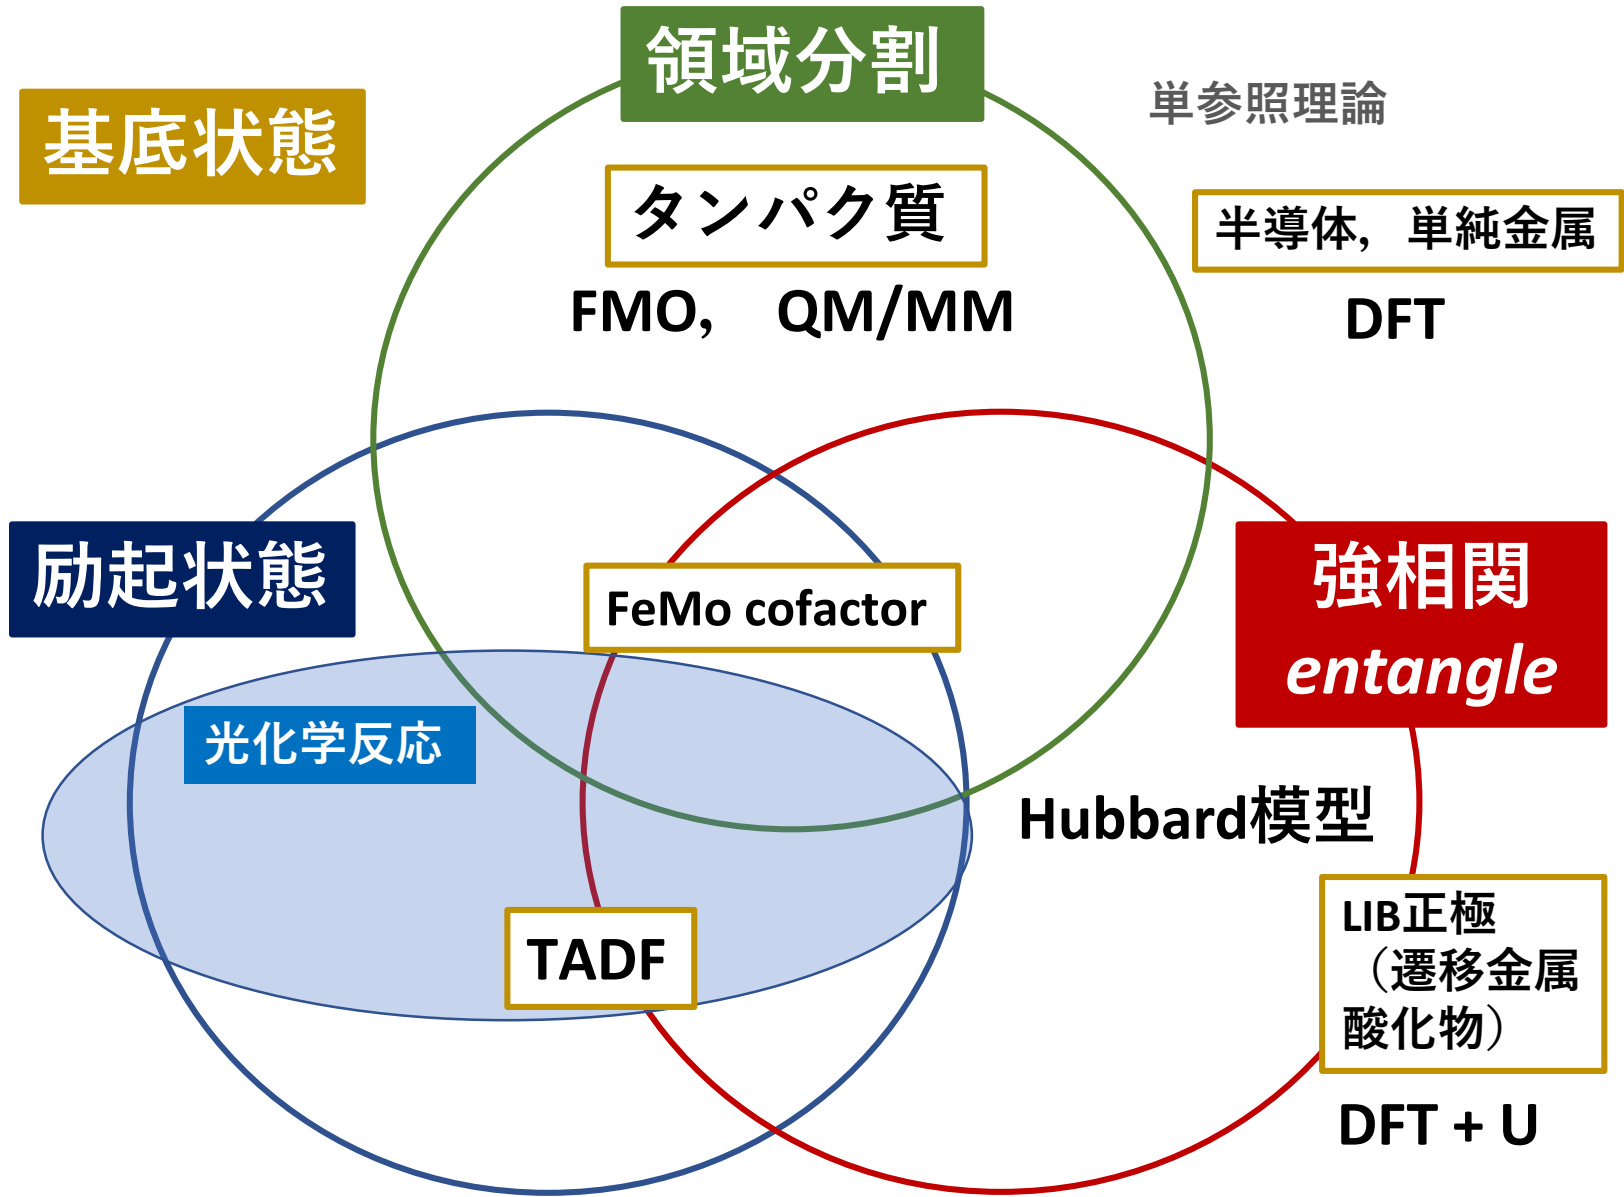 領域分割
単参照理論
基底状態
タンパク質
半導体,　単純金属
FMO,　QM/MM
DFT
励起状態
強相関
entangle
FeMo cofactor
光化学反応
Hubbard模型
LIB正極
（遷移金属
酸化物）
TADF
DFT + U